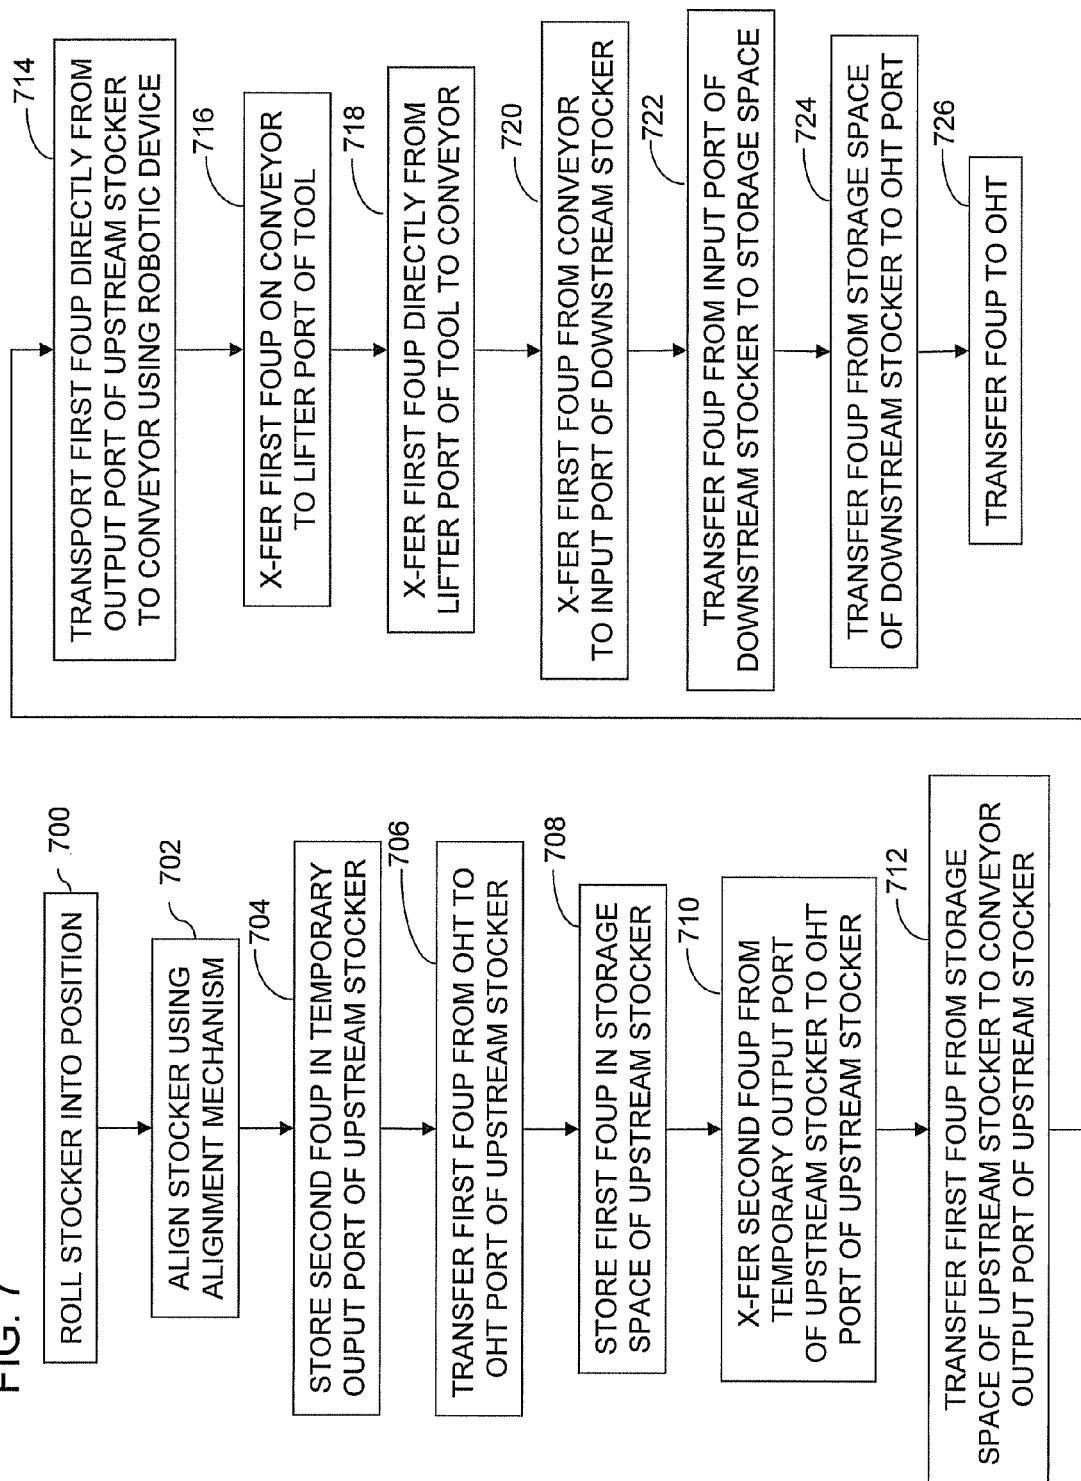 FIG. 7
ROLL STOCKER INTO POSITION
700
ALIGN STOCKER USING
ALIGNMENT MECHANISM
702
STORE SECOND FOUP IN TEMPORARY
OUPUT PORT OF UPSTREAM STOCKER
704
TRANSFER FIRST FOUP FROM OHT TO
OHT PORT OF UPSTREAM STOCKER
706
STORE FIRST FOUP IN STORAGE
SPACE OF UPSTREAM STOCKER
708
X-FER SECOND FOUP FROM
TEMPORARY OUTPUT PORT
OF UPSTREAM STOCKER TO OHT
PORT OF UPSTREAM STOCKER
710
TRANSFER FIRST FOUP FROM STORAGE
SPACE OF UPSTREAM STOCKER TO CONVEYOR
OUTPUT PORT OF UPSTREAM STOCKER
712
TRANSPORT FIRST FOUP DIRECTLY FROM
OUTPUT PORT OF UPSTREAM STOCKER
TO CONVEYOR USING ROBOTIC DEVICE
714
X-FER FIRST FOUP ON CONVEYOR
TO LIFTER PORT OF TOOL
716
X-FER FIRST FOUP DIRECTLY FROM
LIFTER PORT OF TOOL TO CONVEYOR
718
X-FER FIRST FOUP FROM CONVEYOR
TO INPUT PORT OF DOWNSTREAM STOCKER
720
TRANSFER FOUP FROM INPUT PORT OF
DOWNSTREAM STOCKER TO STORAGE SPACE
722
TRANSFER FOUP FROM STORAGE SPACE
OF DOWNSTREAM STOCKER TO OHT PORT
724
TRANSFER FOUP TO OHT
726